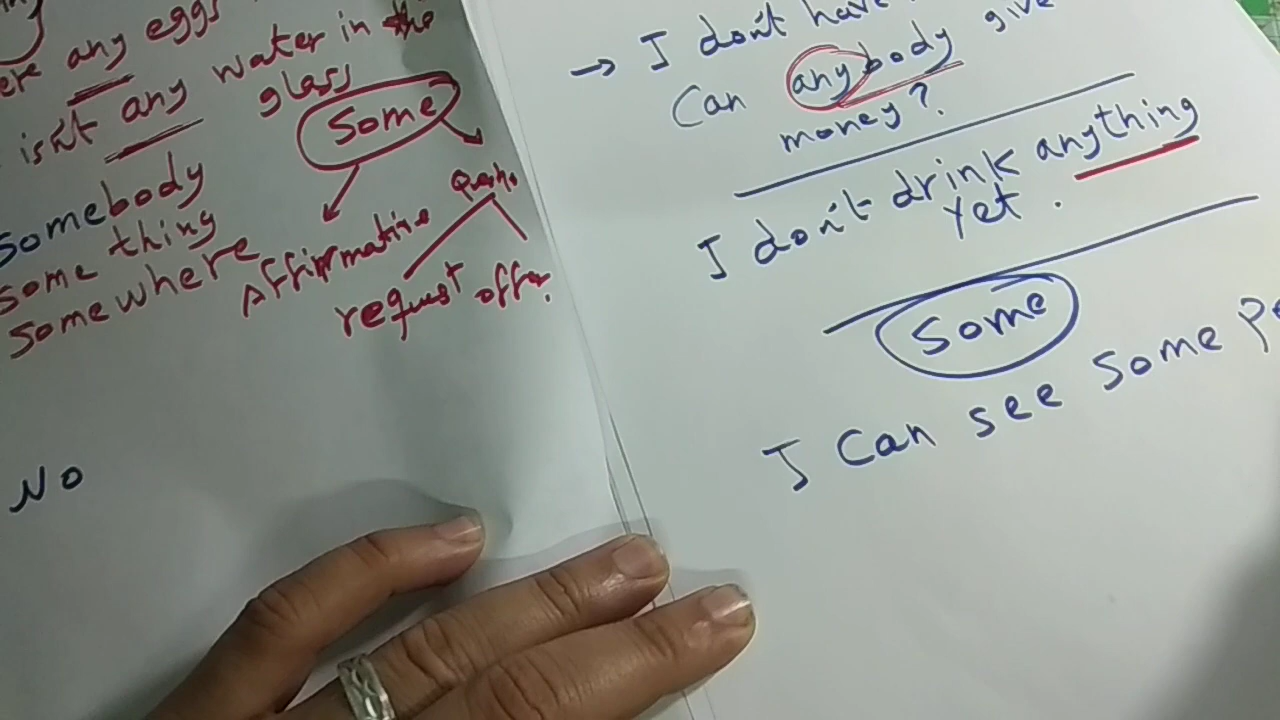 any eggs
isn't any water in the
glass
Some
Somebody
some thing
somewhere
Affirmative
request offer.
No
→ I don't have
Can anybody give
money?
I don't drink anything
yet.
Some
I Can see Some